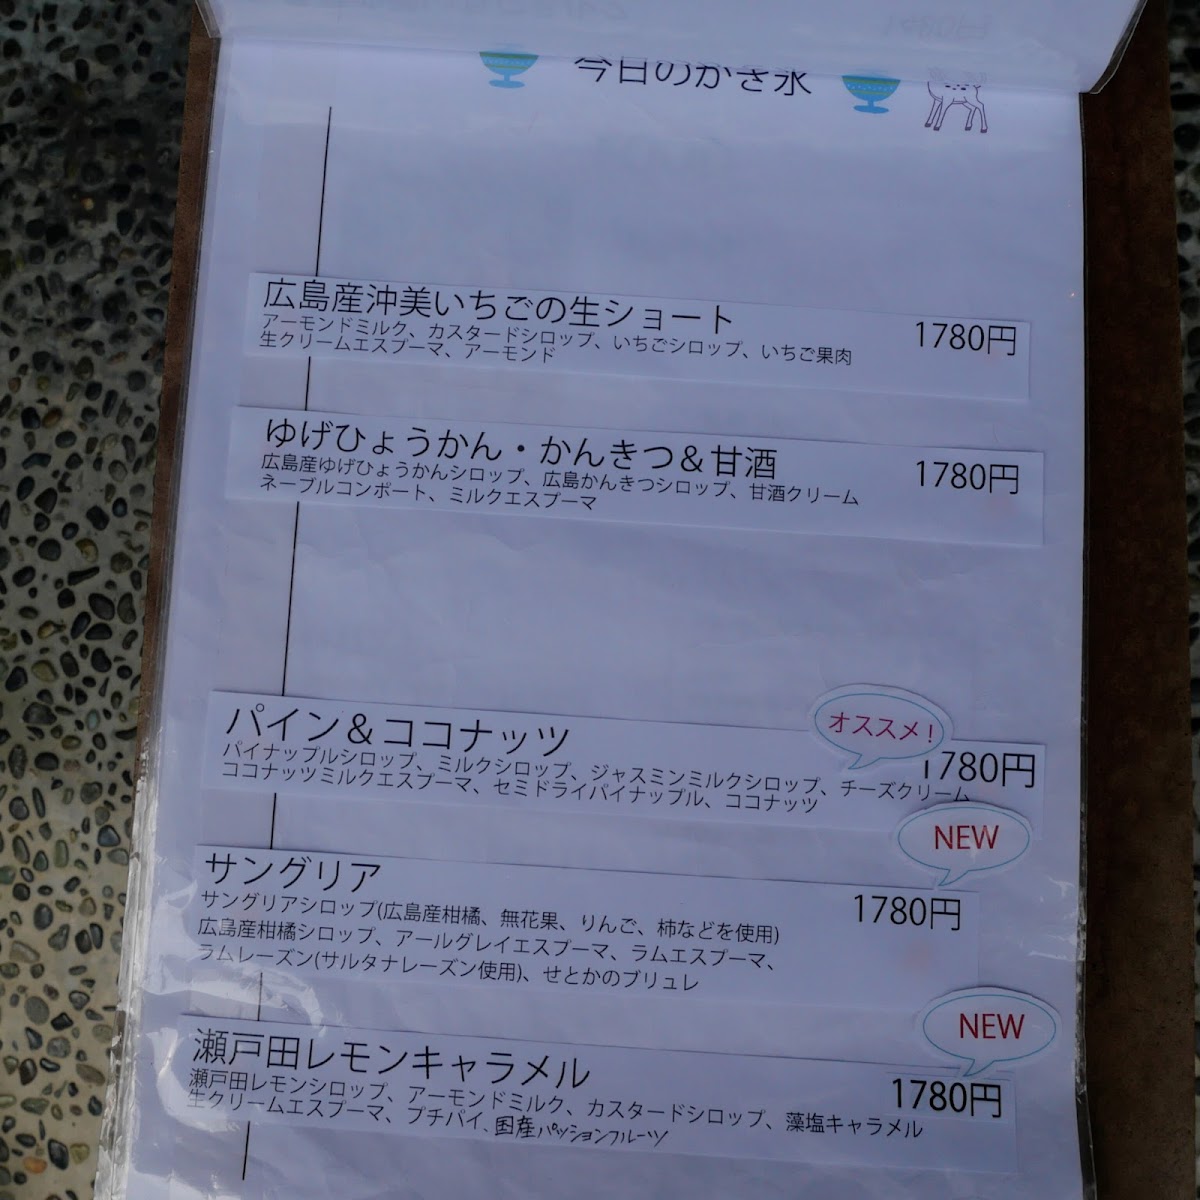 今日のかき氷
広島産沖美いちごの生ショート
1780円
アーモンドミルク、カスタードシロップ、いちごシロップ、いちご果肉
生クリームエスプーマ、アーモンド
ゆげひょうかん・かんきつ&甘酒
1780円
広島産ゆげひょうかんシロップ、広島かんきつシロップ、甘酒クリーム
ネーブルコンポート、ミルクエスプーマ
オススメ!
パイン&ココナッツ
1780円
パイナップルシロップ、ミルクシロップ、ジャスミンミルクシロップ、チーズクリーム
ココナッツミルクエスプーマ、セミドライパイナップル、ココナッツ
NEW
サングリア
1780円
サングリアシロップ(広島産柑橘、無花果、りんご、柿などを使用)
広島産柑橘シロップ、アールグレイエスプーマ、ラムエスプーマ、
ラムレーズン(サルタナレーズン使用)、せとかのブリュレ
NEW
瀬戸田レモンキャラメル
1780円
瀬戸田レモンシロップ、アーモンドミルク、カスタードシロップ、藻塩キャラメル
生クリームエスプーマ、プチパイ、国産パッションフルーツ